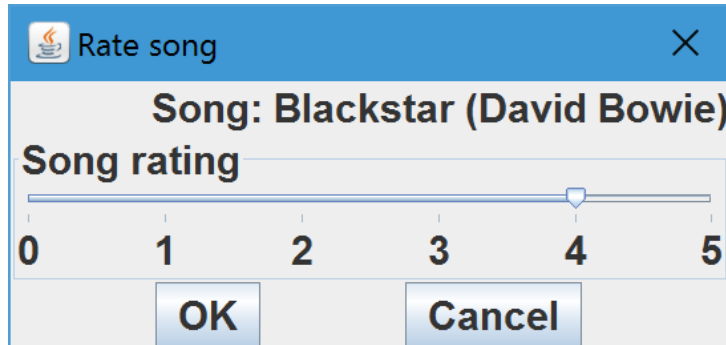 Rate song
Song: Blackstar (David Bowie)
Song rating
0 1 2 3 4 5
OK Cancel